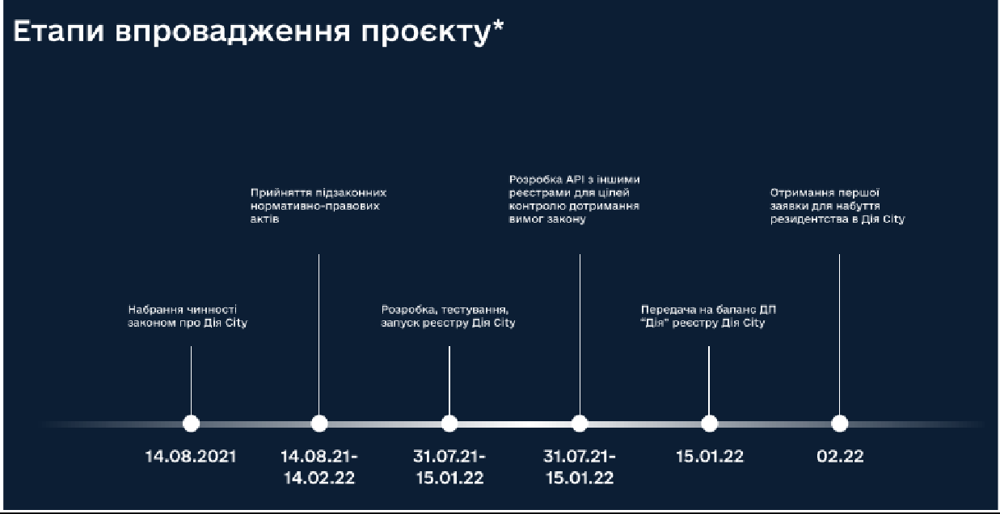 Етапи впровадження проєкту*
Розробка АРІ з іншими
реєстрами для цілей
контролю дотримання
вимог закону
Прийняття підзаконних
нормативно-правових
актів
Отримання першої
заявки для набуття
резидентства в Дія City
Набрання чинності
законом про Дія City
Розробка, тестування,
запуск реєстру Дія City
Передача на баланс ДП
“Дія” реєстру Дія City
14.08.2021
14.08.21-
14.02.22
31.07.21-
15.01.22
31.07.21-
15.01.22
15.01.22
02.22